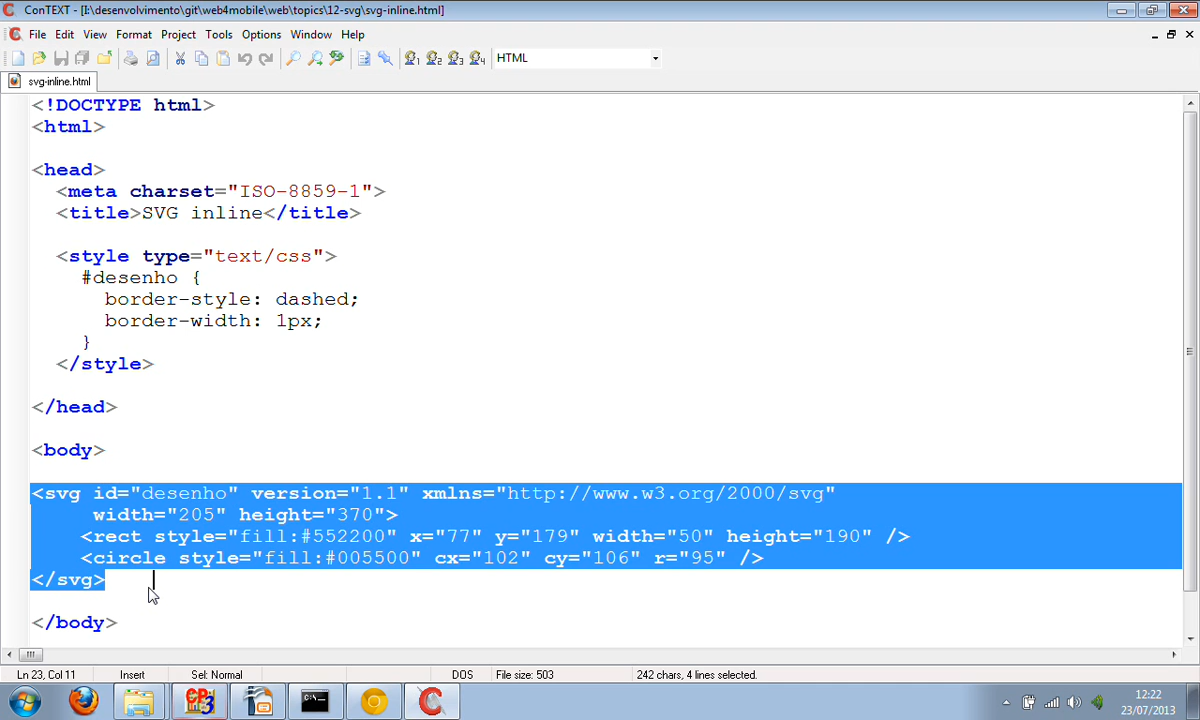 ConTEXT - [I:\desenvolvimento\git\web4mobile\web\topics\12-svg\svg-inline.html]
File Edit View Format Project Tools Options Window Help
1 2 3 4 HTML
svg-inline.html
<!DOCTYPE html>
<html>
<head>
<meta charset="ISO-8859-1">
<title>SVG inline</title>
<style type="text/css">
#desenho {
border-style: dashed;
border-width: 1px;
}
</style>
</head>
<body>
<svg id="desenho" version="1.1" xmlns="http://www.w3.org/2000/svg"
width="205" height="370">
<rect style="fill:#552200" x="77" y="179" width="50" height="190" />
<circle style="fill:#005500" cx="102" cy="106" r="95" />
</svg>
</body>
Ln 23, Col 11 Insert Sel: Normal DOS File size: 503 242 chars, 4 lines selected.
12:22
23/07/2013